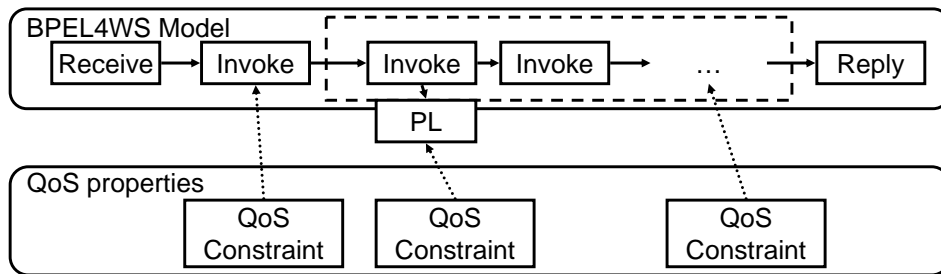 BPEL4WS Model
Receive
Invoke
Invoke
Invoke
...
Reply
PL
QoS properties
QoS
Constraint
QoS
Constraint
QoS
Constraint